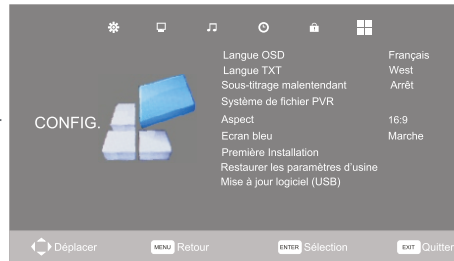 CONFIG.
Langue OSD Français
Langue TXT West
Sous-titrage malentendant Arrêt
Système de fichier PVR
Aspect 16:9
Ecran bleu Marche
Première Installation
Restaurer les paramètres d'usine
Mise à jour logiciel (USB)
Déplacer MENU Retour ENTER Sélection EXIT Quitter